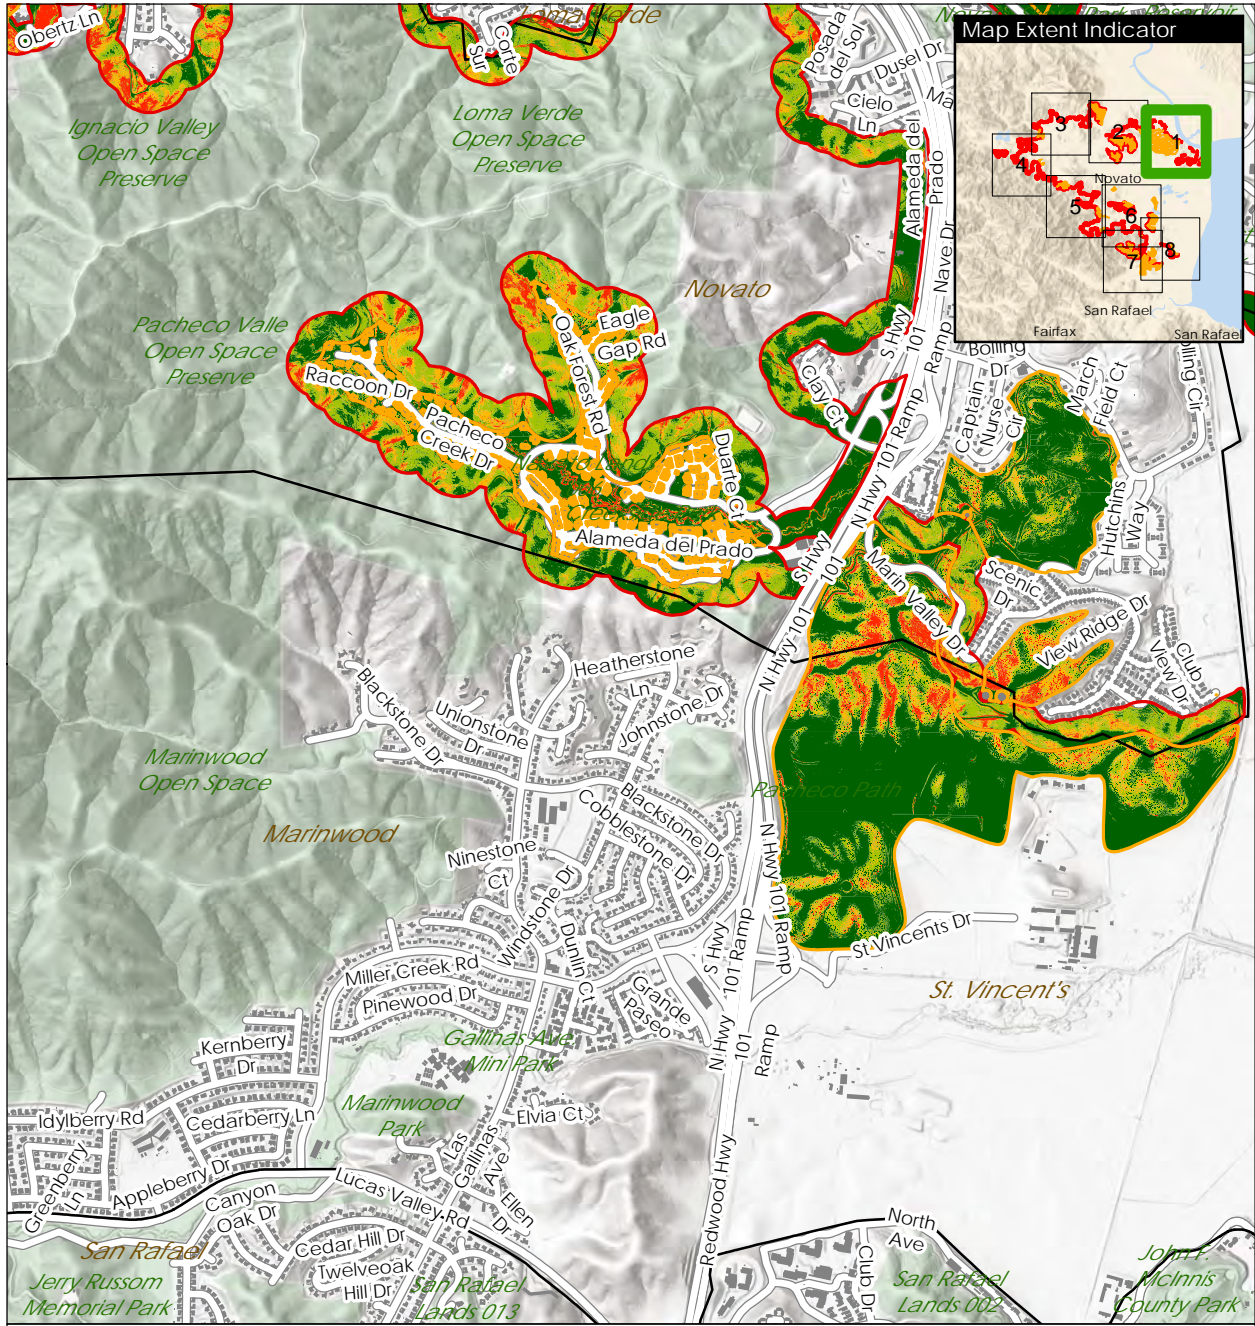 Obertz Ln
Loma Verde
Corte
Sur
Posada
del Sol
Dusel Dr
Cielo
Ln
Ignacio Valley
Open Space
Preserve
Loma Verde
Open Space
Preserve
Alameda del
Prado
Nave Dr
Map Extent Indicator
3
2
1
4
Novato
5
6
7
8
San Rafael
Fairfax
San Rafael
Novato
Pacheco Valle
Open Space
Preserve
Eagle
Gap Rd
Oak Forest Rd
Raccoon Dr
Pacheco
Creek Dr
Duarte Ct
Alameda del Prado
Clay Ct
S Hwy
101
Ramp
N Hwy 101 Ramp
Bolling
Dr
Captain
Nurse
Cir
March
Field Ct
Bolling Cir
Hutchins
Way
S Hwy
101
N Hwy 101
Marin Valley Dr
Scenic
Dr
View Ridge Dr
Club
View Dr
Heatherstone
Ln
Johnstone Dr
Blackstone Dr
Unionstone
Dr
Marinwood
Open Space
Marinwood
Pacheco Path
Blackstone Dr
Cobblestone Dr
Ninestone
Ct
Windstone Dr
Dunlin Ct
N Hwy 101 Ramp
S Hwy
101 Ramp
St Vincents Dr
St. Vincent's
Miller Creek Rd
Pinewood Dr
Grande
Paseo
N Hwy
101
Ramp
Gallinas Ave
Mini Park
Kernberry
Dr
Marinwood
Park
Elvia Ct
Idylberry Rd
Cedarberry Ln
Las
Gallinas
Ave
Greenberry
Ln
Appleberry Dr
Canyon
Oak Dr
Lucas Valley Rd
Ellen
Dr
Redwood Hwy
San Rafael
Cedar Hill Dr
Twelveoak
Hill Dr
Jerry Russom
Memorial Park
San Rafael
Lands 013
North
Ave
Club Dr
San Rafael
Lands 002
John F.
McInnis
County Park